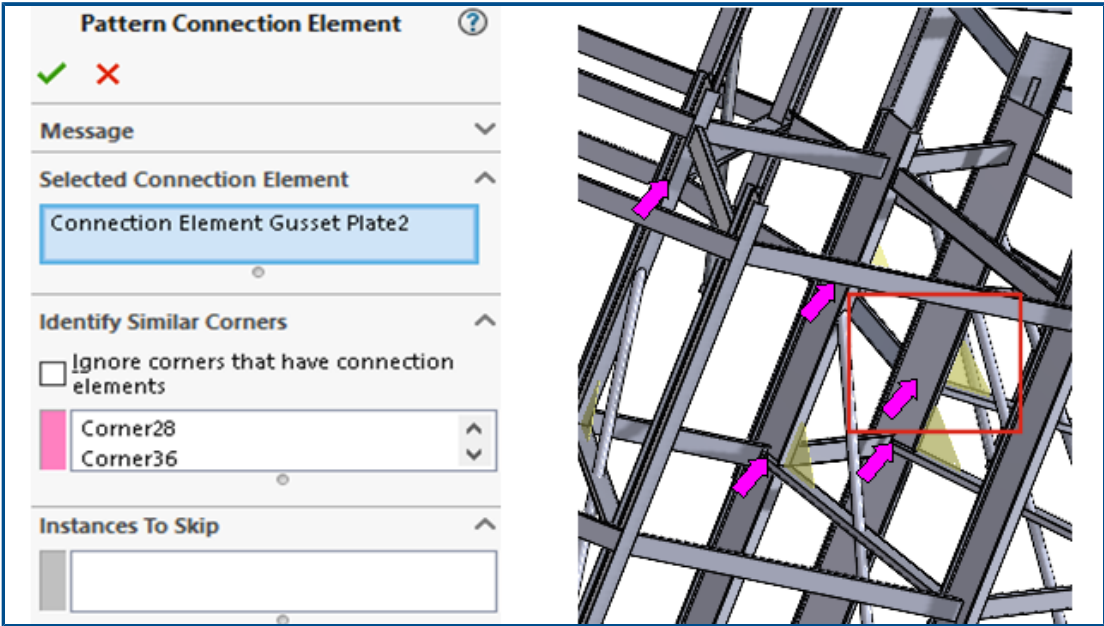 Pattern Connection Element
?
Message
Selected Connection Element
Connection Element Gusset Plate2
Identify Similar Corners
Ignore corners that have connection
elements
Corner28
Corner36
Instances To Skip